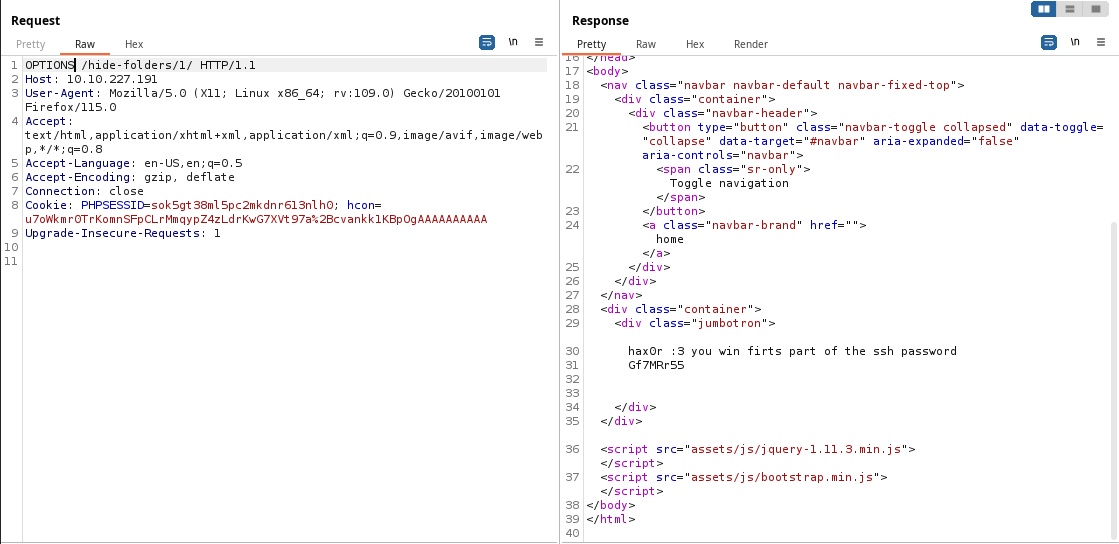 Request
Response
Pretty Raw Hex
\n
Pretty Raw Hex Render
\n
1 OPTIONS /hide-folders/1/ HTTP/1.1
2 Host: 10.10.227.191
3 User-Agent: Mozilla/5.0 (X11; Linux x86_64; rv:109.0) Gecko/20100101
Firefox/115.0
4 Accept:
text/html,application/xhtml+xml,application/xml;q=0.9,image/avif,image/web
p,*/*;q=0.8
5 Accept-Language: en-US,en;q=0.5
6 Accept-Encoding: gzip, deflate
7 Connection: close
8 Cookie: PHPSESSID=sok5gt38ml5pc2mkdnr613nlh0; hcon=
u7oWkmr0TrKomnSFpCLrMmqypZ4zLdrKwG7XVt97a%2Bcvankk1KBpOgAAAAAAAAAA
9 Upgrade-Insecure-Requests: 1
10
11
16 </head>
17 <body>
18 <nav class="navbar navbar-default navbar-fixed-top">
19 <div class="container">
20 <div class="navbar-header">
21 <button type="button" class="navbar-toggle collapsed" data-toggle=
"collapse" data-target="#navbar" aria-expanded="false"
aria-controls="navbar">
22 <span class="sr-only">
Toggle navigation
</span>
23 </button>
24 <a class="navbar-brand" href="">
home
</a>
25 </div>
26 </div>
27 </nav>
28 <div class="container">
29 <div class="jumbotron">
30 hax0r :3 you win firts part of the ssh password
31 Gf7MRr55
32
33
34 </div>
35 </div>
36 <script src="assets/js/jquery-1.11.3.min.js">
</script>
37 <script src="assets/js/bootstrap.min.js">
</script>
38 </body>
39 </html>
40